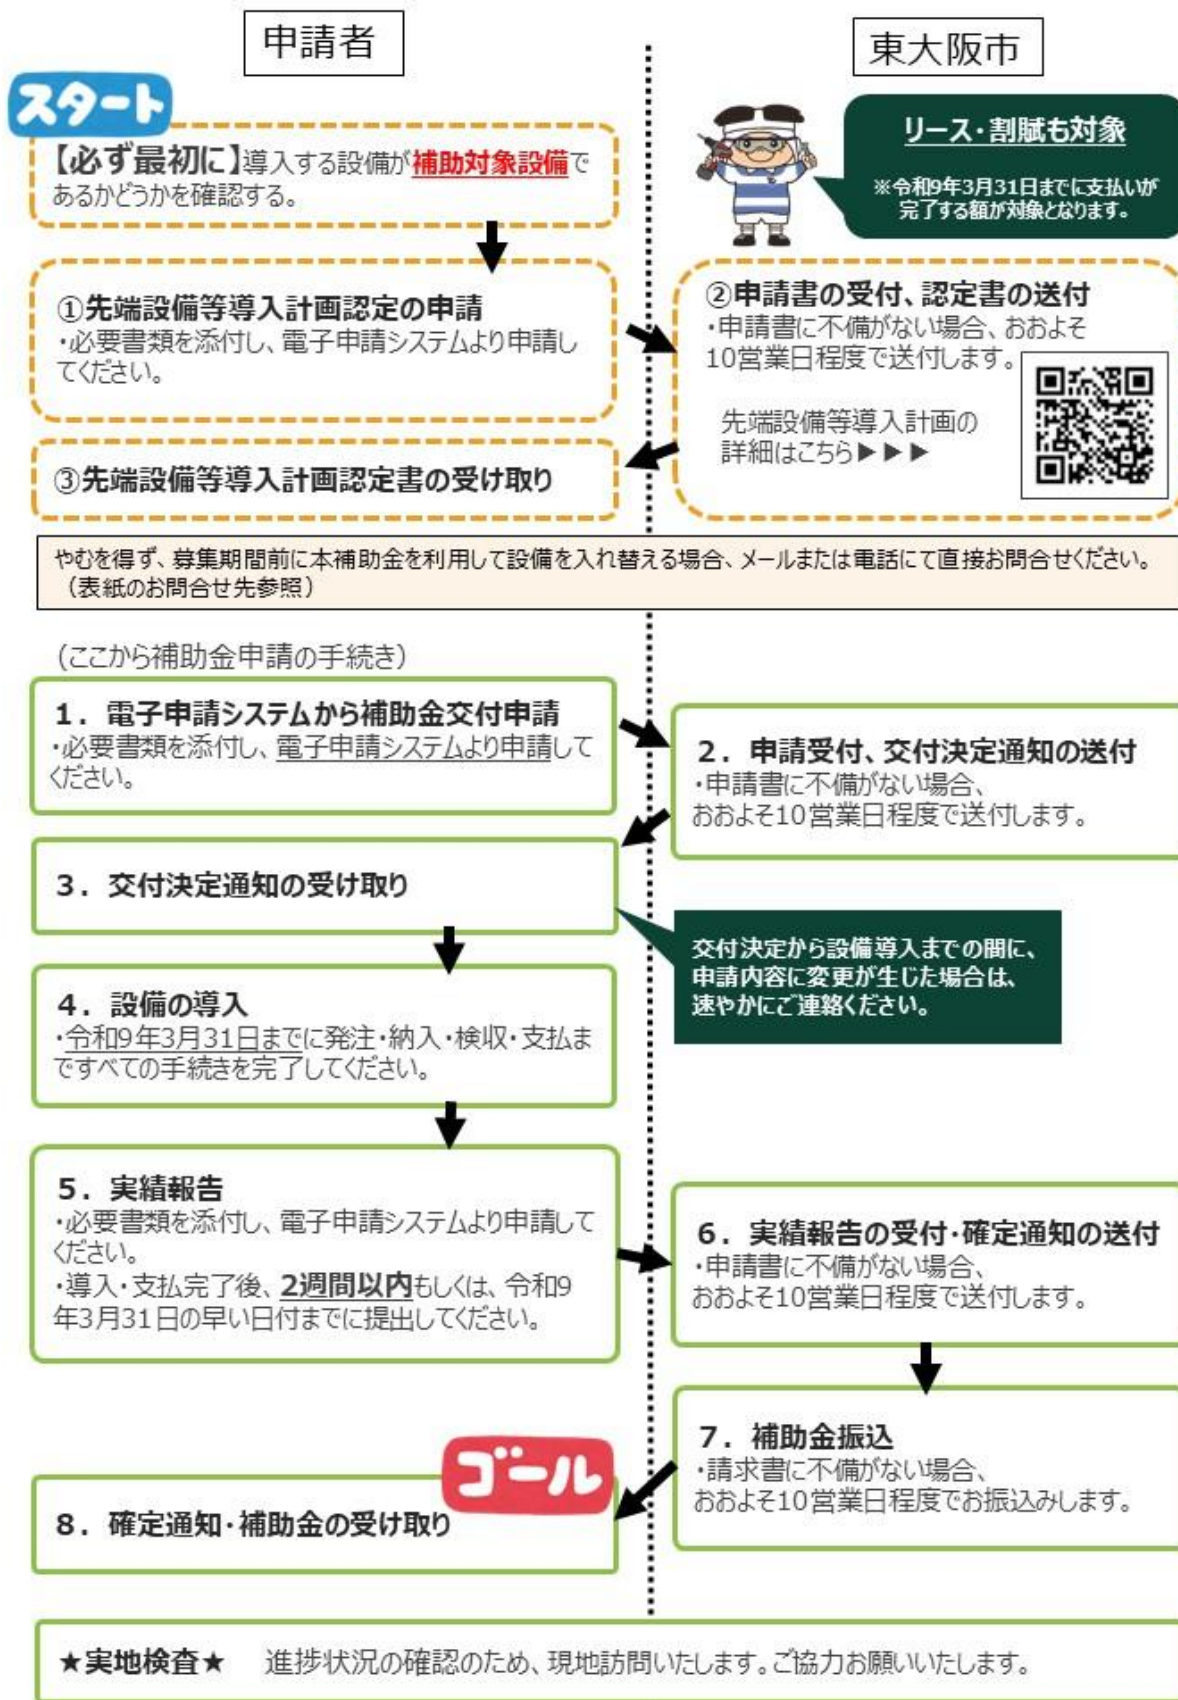 申請者
東大阪市
スタート
【必ず最初に】導入する設備が補助対象設備で
あるかどうかを確認する。
リース・割賦も対象
※令和9年3月31日までに支払いが
完了する額が対象となります。
①先端設備等導入計画認定の申請
・必要書類を添付し、電子申請システムより申請し
てください。
②申請書の受付、認定書の送付
・申請書に不備がない場合、おおよそ
10営業日程度で送付します。
先端設備等導入計画の
詳細はこちら▶▶▶
③先端設備等導入計画認定書の受け取り
やむを得ず、募集期間前に本補助金を利用して設備を入れ替える場合、メールまたは電話にて直接お問合せください。
（表紙のお問合せ先参照）
（ここから補助金申請の手続き）
1．電子申請システムから補助金交付申請
・必要書類を添付し、電子申請システムより申請して
ください。
2．申請受付、交付決定通知の送付
・申請書に不備がない場合、
おおよそ10営業日程度で送付します。
3．交付決定通知の受け取り
交付決定から設備導入までの間に、
申請内容に変更が生じた場合は、
速やかにご連絡ください。
4．設備の導入
・令和9年3月31日までに発注・納入・検収・支払ま
ですべての手続きを完了してください。
5．実績報告
・必要書類を添付し、電子申請システムより申請して
ください。
・導入・支払完了後、2週間以内もしくは、令和9
年3月31日の早い日付までに提出してください。
6．実績報告の受付・確定通知の送付
・申請書に不備がない場合、
おおよそ10営業日程度で送付します。
7．補助金振込
・請求書に不備がない場合、
おおよそ10営業日程度でお振込みします。
ゴール
8．確定通知・補助金の受け取り
★実地検査★　進捗状況の確認のため、現地訪問いたします。ご協力お願いいたします。